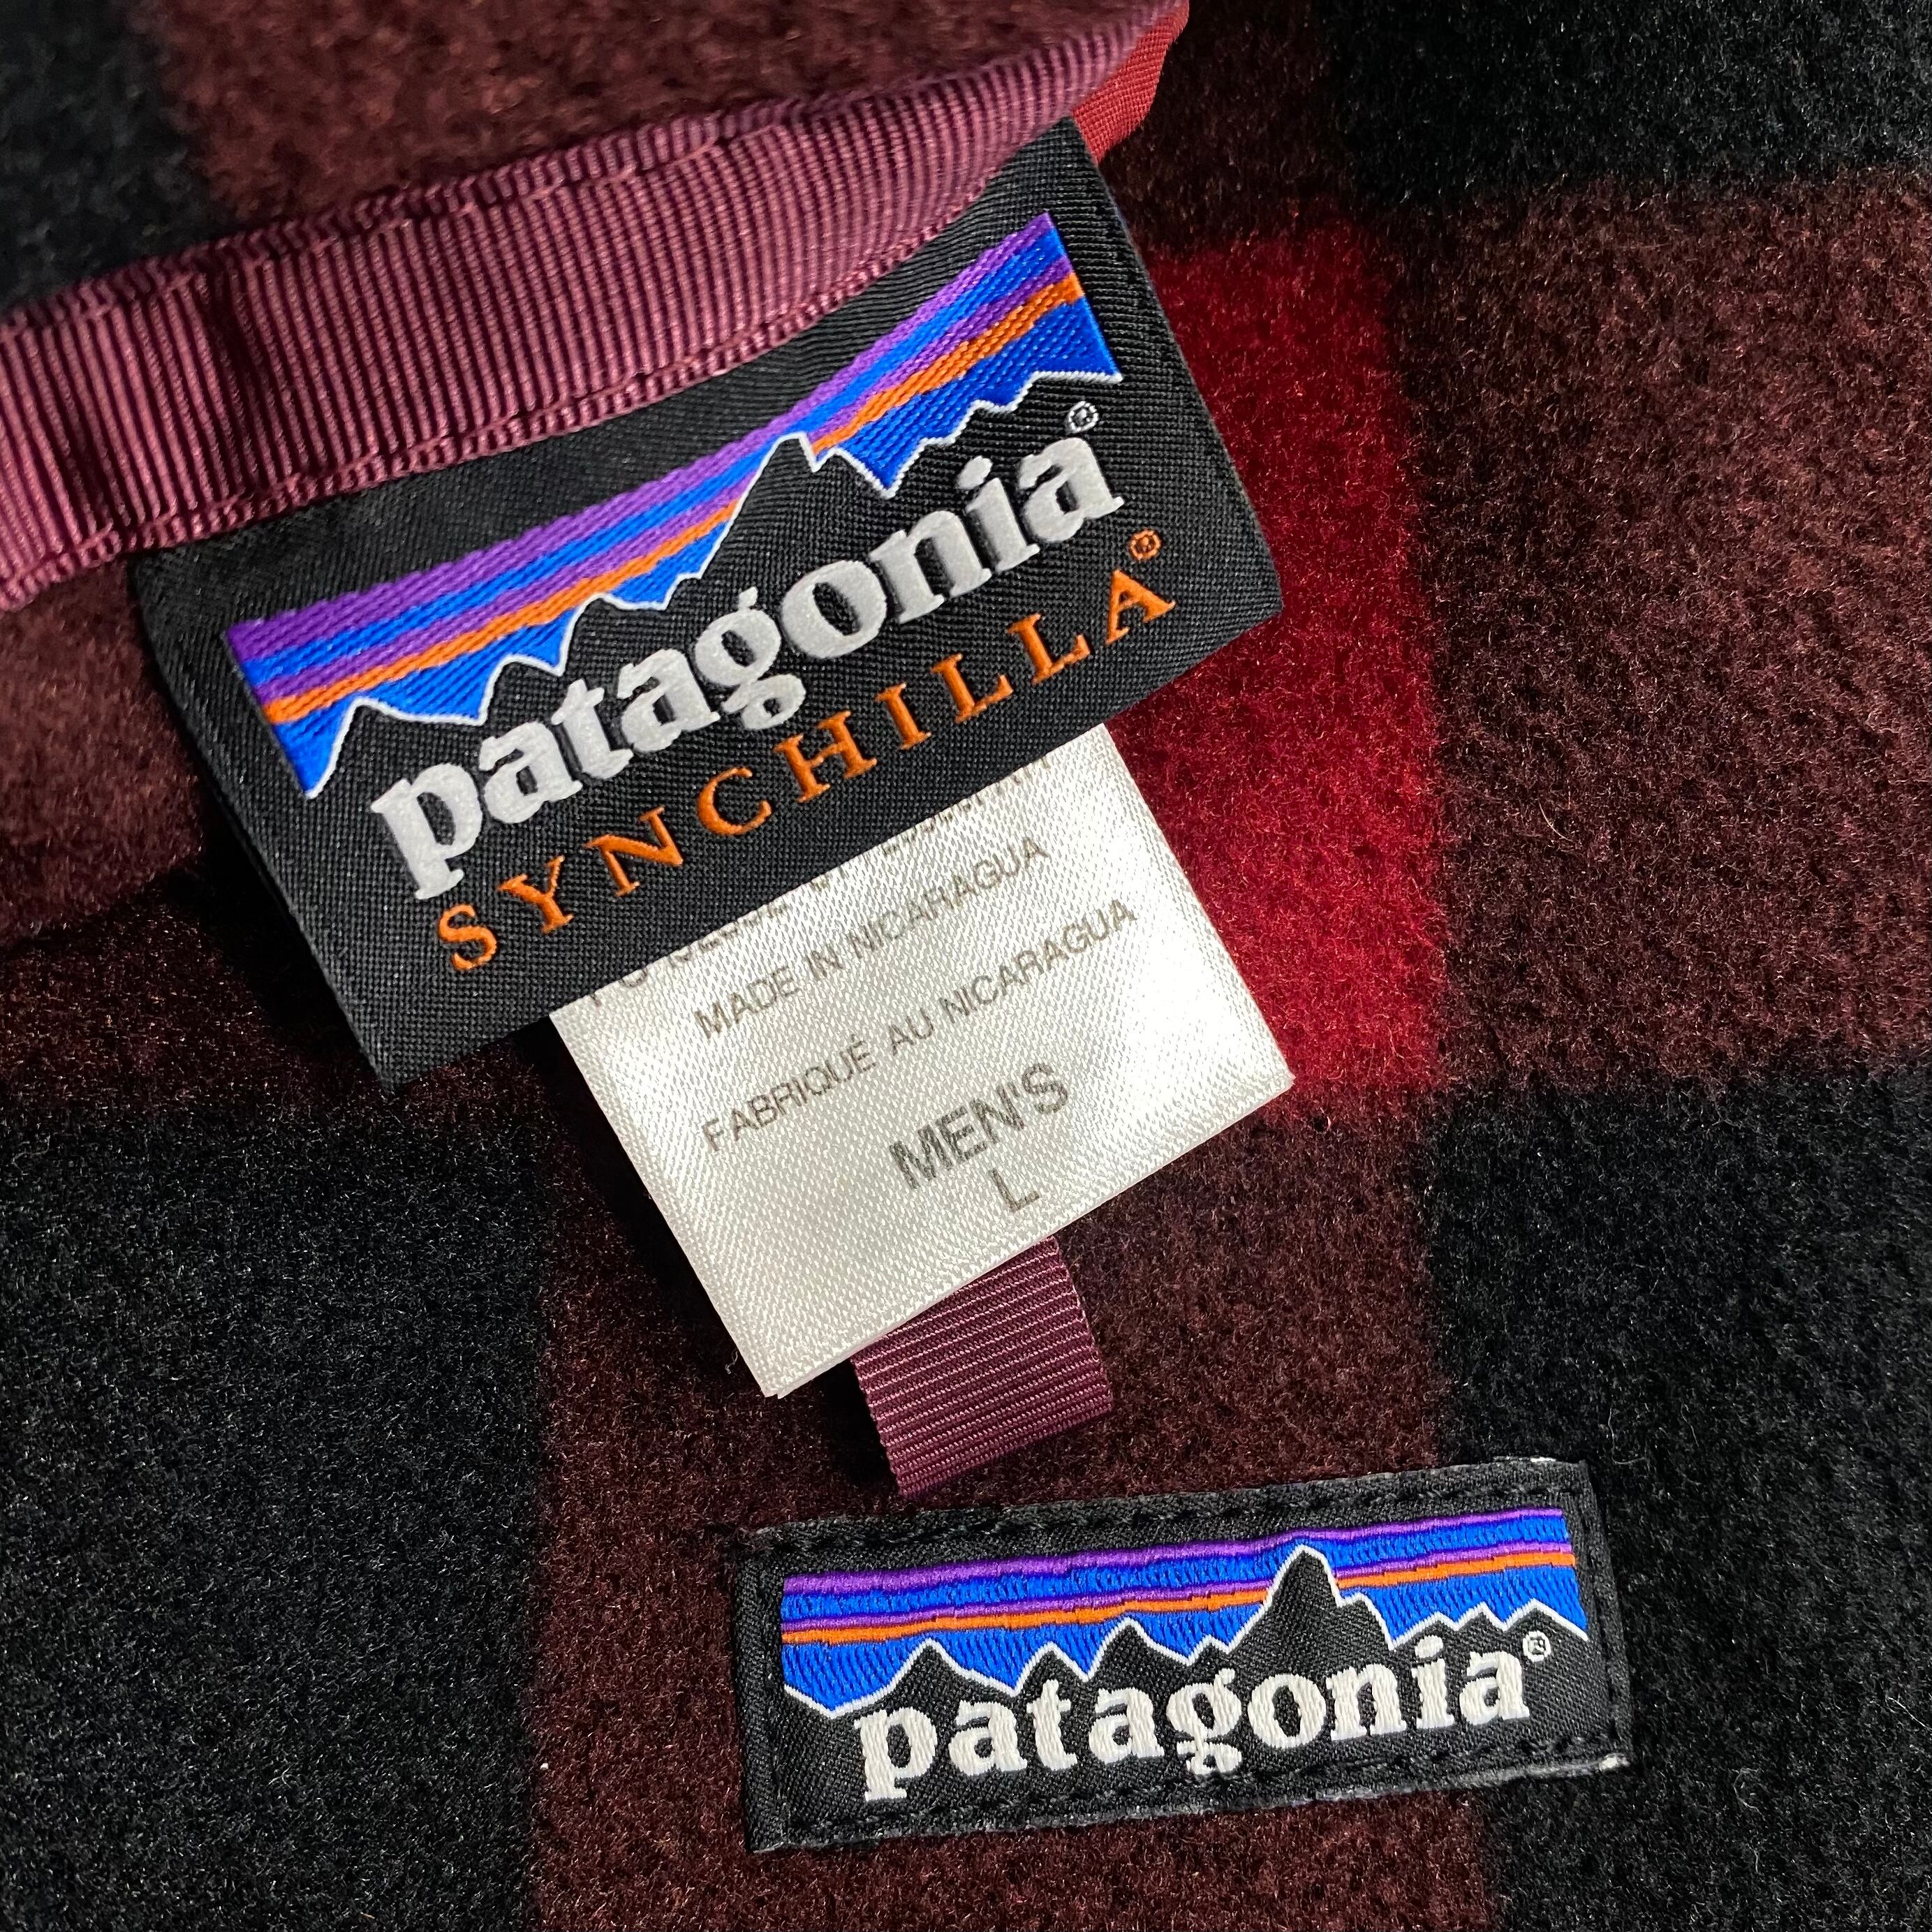 patagonia®
SYNCHILLA®
MADE IN NICARAGUA
FABRIQUÉ AU NICARAGUA
MEN'S
L
patagonia®